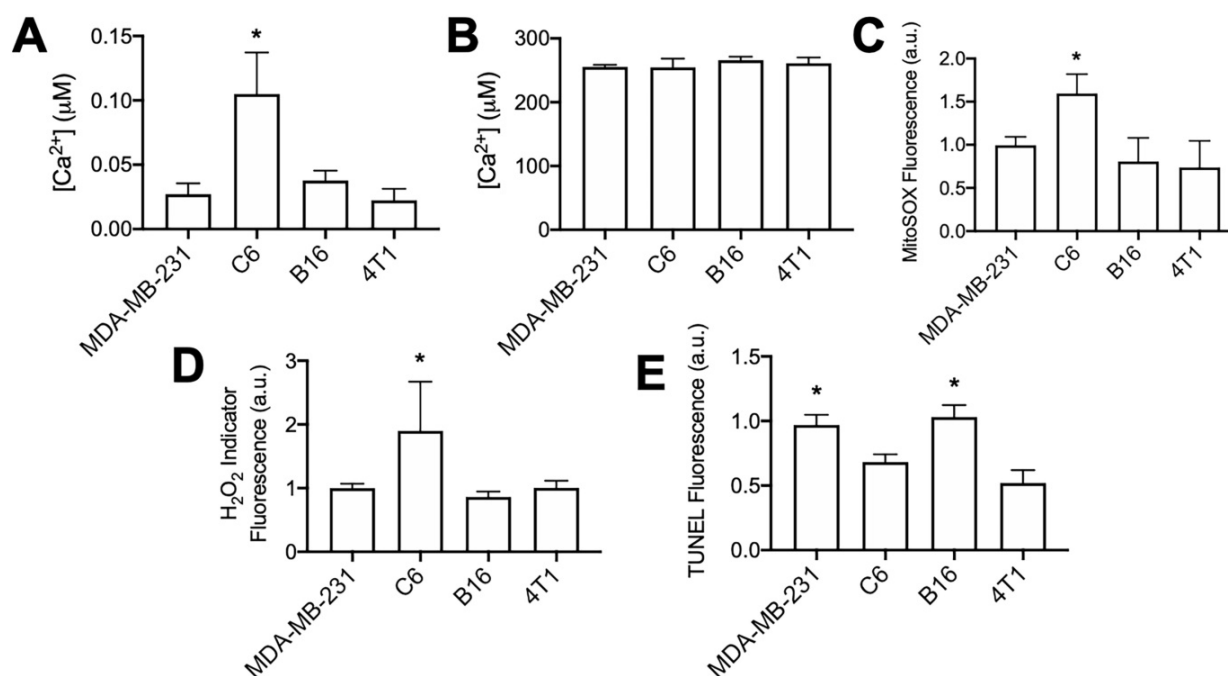 A
[Ca²⁺] (μM)
0.15
0.10
0.05
0.00
*
MDA-MB-231
C6
B16
4T1
B
[Ca²⁺] (μM)
300
200
100
0
MDA-MB-231
C6
B16
4T1
C
MitoSOX Fluorescence (a.u.)
2.0
1.5
1.0
0.5
0.0
*
MDA-MB-231
C6
B16
4T1
D
H₂O₂ Indicator
Fluorescence (a.u.)
3
2
1
0
*
MDA-MB-231
C6
B16
4T1
E
TUNEL Fluorescence (a.u.)
1.5
1.0
0.5
0.0
*
*
MDA-MB-231
C6
B16
4T1